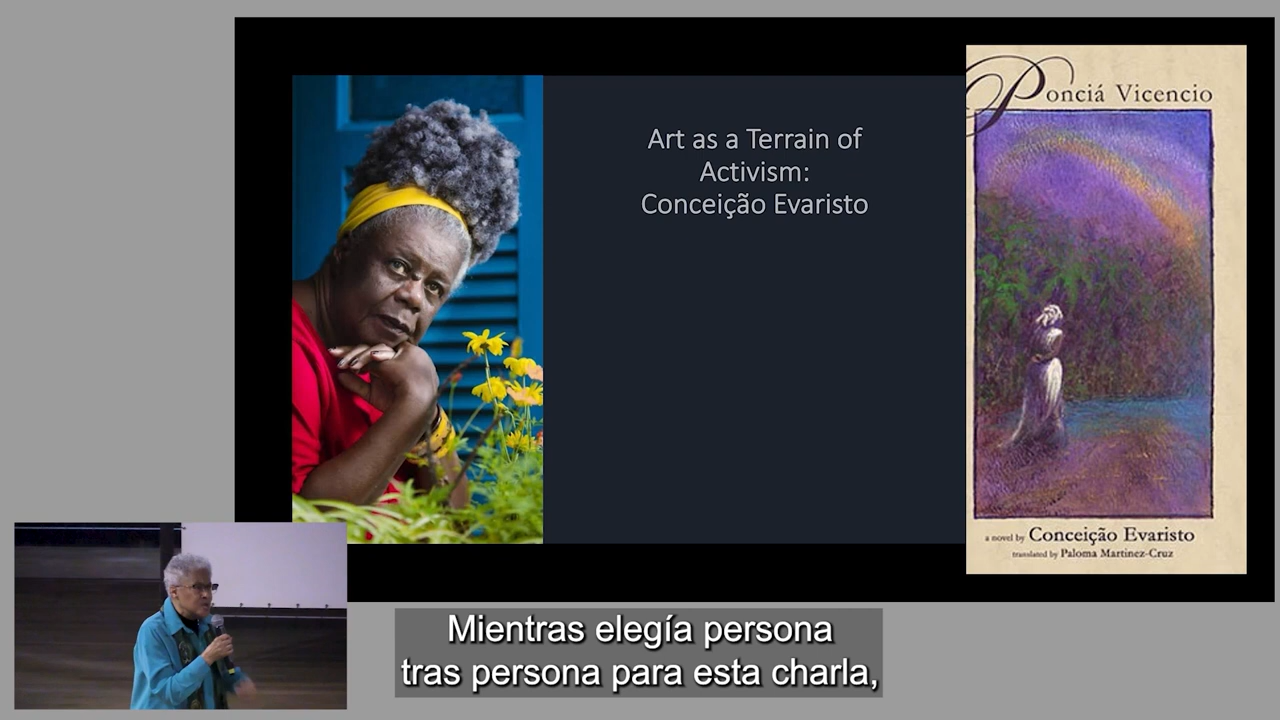 Art as a Terrain of
Activism:
Conceição Evaristo
Ponciá Vicencio
a novel by Conceição Evaristo
translated by Paloma Martinez-Cruz
Mientras elegía persona
tras persona para esta charla,